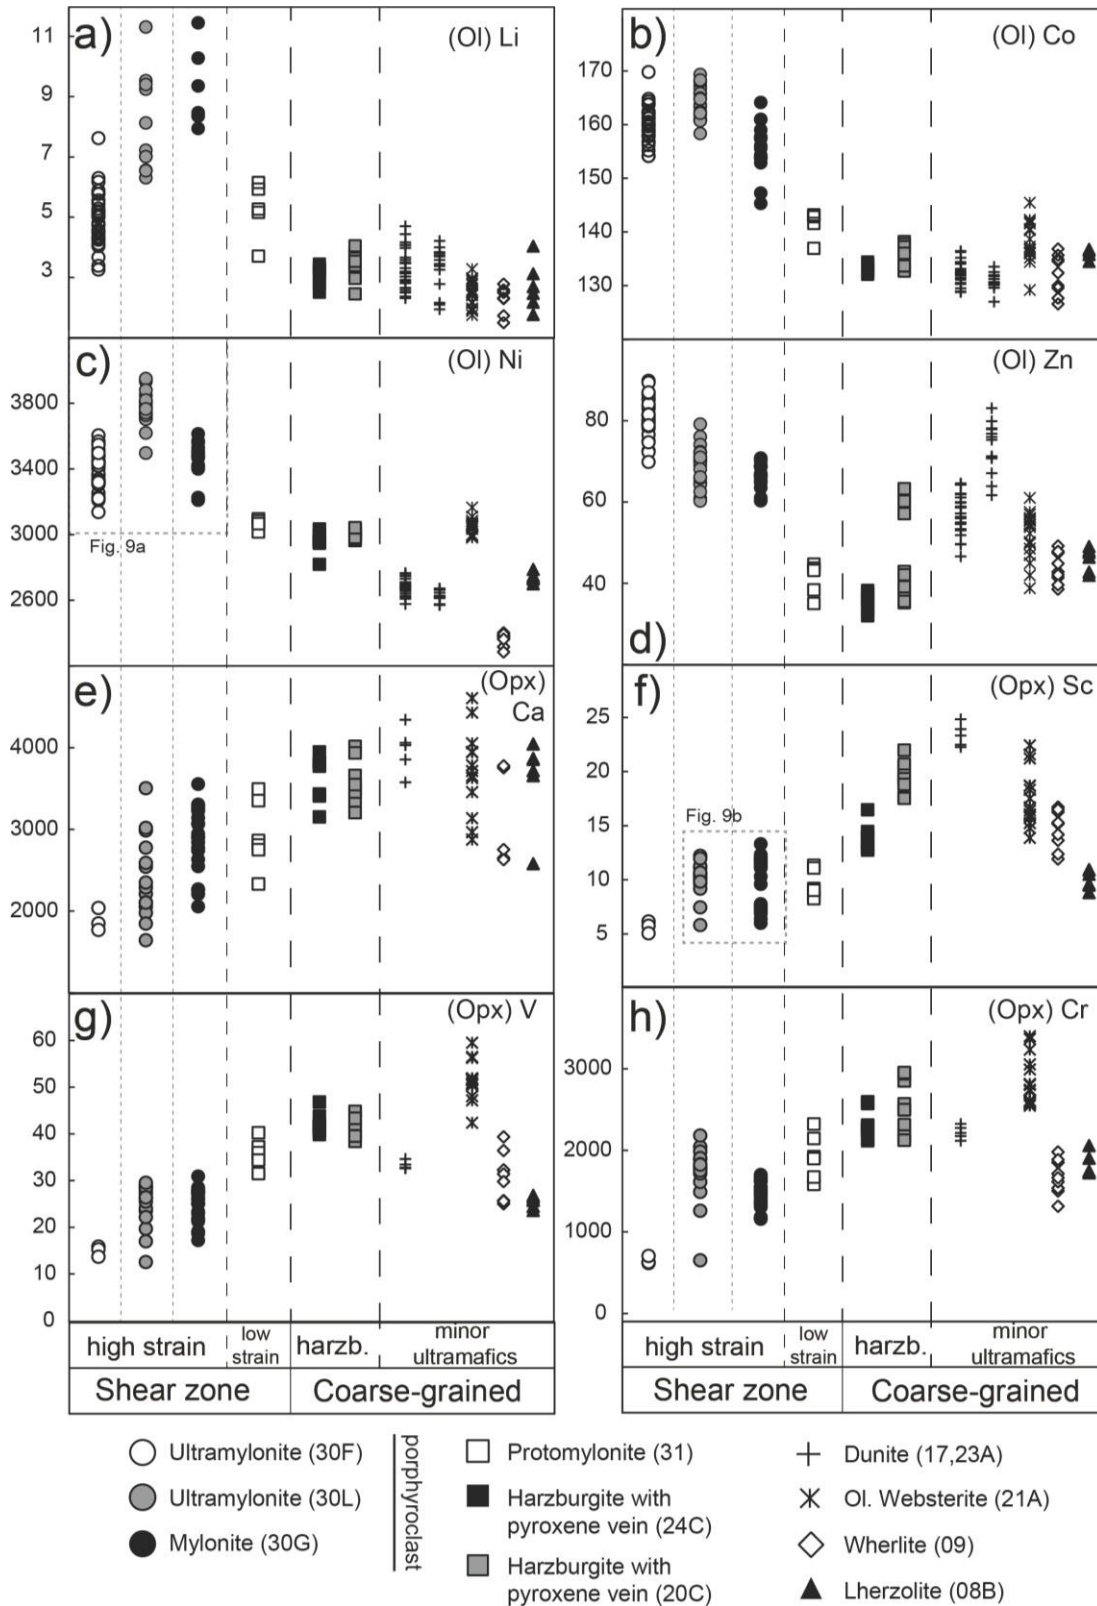 a) (Ol) Li
11
9
7
5
3
b) (Ol) Co
170
160
150
140
130
c) (Ol) Ni
3800
3400
3000
2600
Fig. 9a
(Ol) Zn
80
60
40
d)
e) (Opx)
Ca
4000
3000
2000
f) (Opx) Sc
25
20
15
10
5
Fig. 9b
g) (Opx) V
60
50
40
30
20
10
0
h) (Opx) Cr
3000
2000
1000
0
high strain
low
strain
harzb.
minor
ultramafics
Shear zone
Coarse-grained
high strain
low
strain
harzb.
minor
ultramafics
Shear zone
Coarse-grained
Ultramylonite (30F)
Ultramylonite (30L)
Mylonite (30G)
porphyroclast
Protomylonite (31)
Harzburgite with
pyroxene vein (24C)
Harzburgite with
pyroxene vein (20C)
Dunite (17,23A)
Ol. Websterite (21A)
Wherlite (09)
Lherzolite (08B)